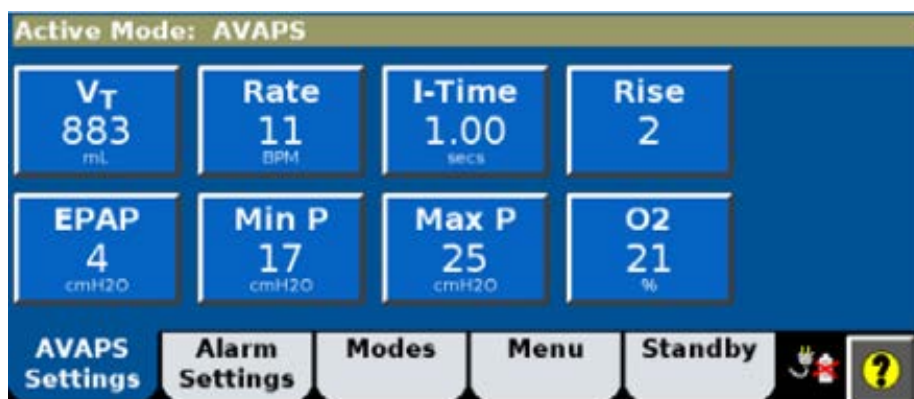 Active Mode: AVAPS
VT Rate I-Time Rise
883 11 1.00 2
mL BPM secs
EPAP Min P Max P O2
4 17 25 21
cmH2O cmH2O cmH2O %
AVAPS Alarm Modes Menu Standby
Settings Settings
?